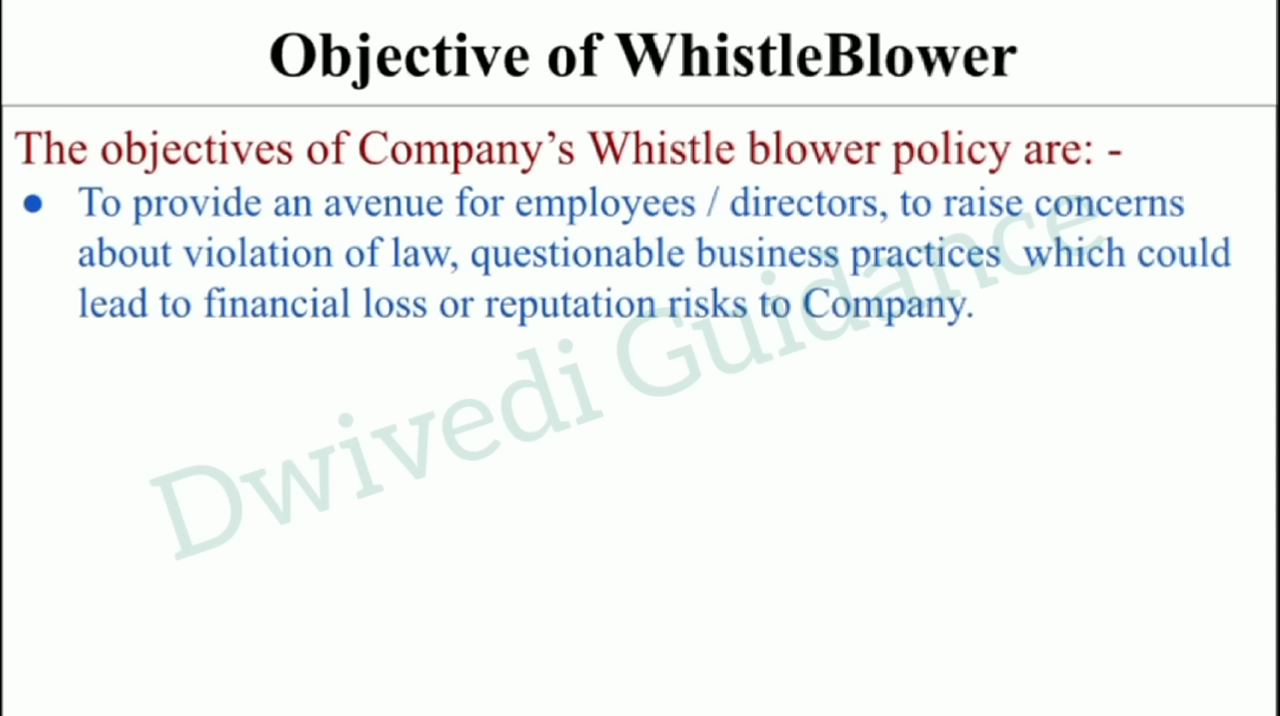 Objective of WhistleBlower
The objectives of Company’s Whistle blower policy are: -
● To provide an avenue for employees / directors, to raise concerns
about violation of law, questionable business practices which could
lead to financial loss or reputation risks to Company.
Dwivedi Guidance